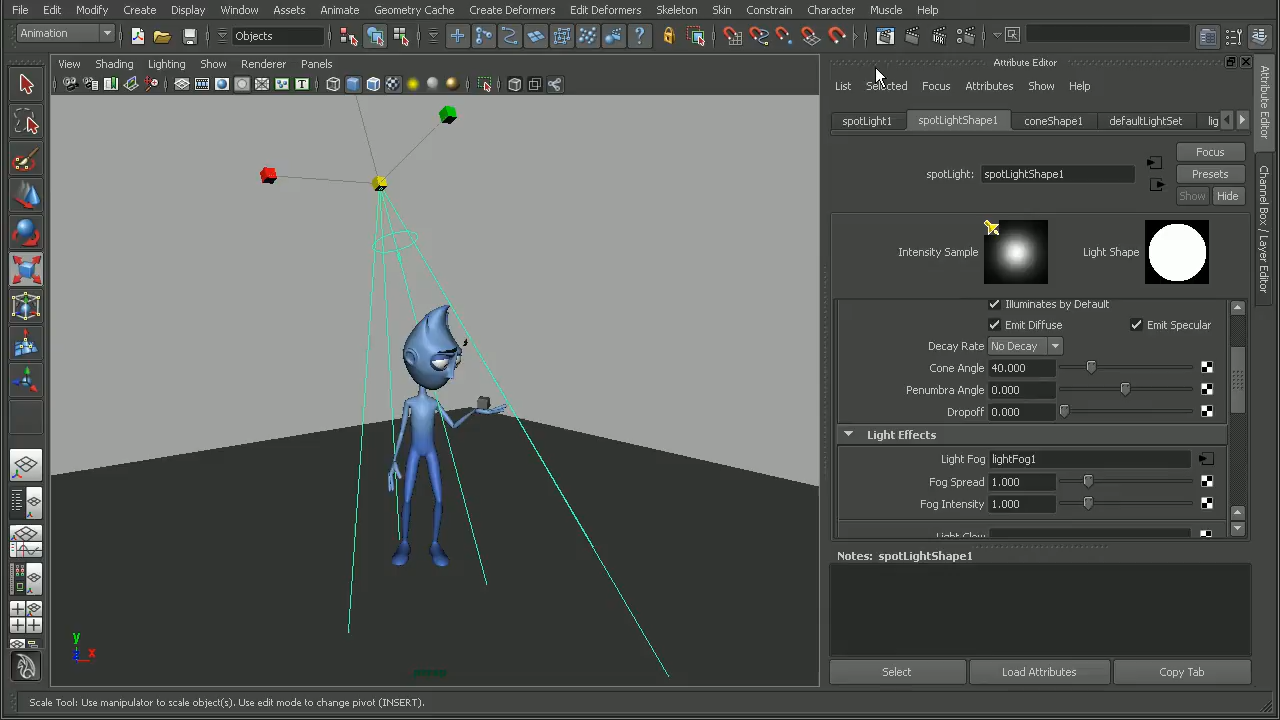 File Edit Modify Create Display Window Assets Animate Geometry Cache Create Deformers Edit Deformers Skeleton Skin Constrain Character Muscle Help
Animation Objects
View Shading Lighting Show Renderer Panels
Attribute Editor
List Selected Focus Attributes Show Help
spotLight1 spotLightShape1 coneShape1 defaultLightSet lig
Focus
spotLight: spotLightShape1 Presets
Show Hide
Intensity Sample Light Shape
Illuminates by Default
Emit Diffuse Emit Specular
Decay Rate No Decay
Cone Angle 40.000
Penumbra Angle 0.000
Dropoff 0.000
Light Effects
Light Fog lightFog1
Fog Spread 1.000
Fog Intensity 1.000
Light Glow
Notes: spotLightShape1
Select Load Attributes Copy Tab
Attribute Editor
Channel Box / Layer Editor
y
z x
persp
Scale Tool: Use manipulator to scale object(s). Use edit mode to change pivot (INSERT).